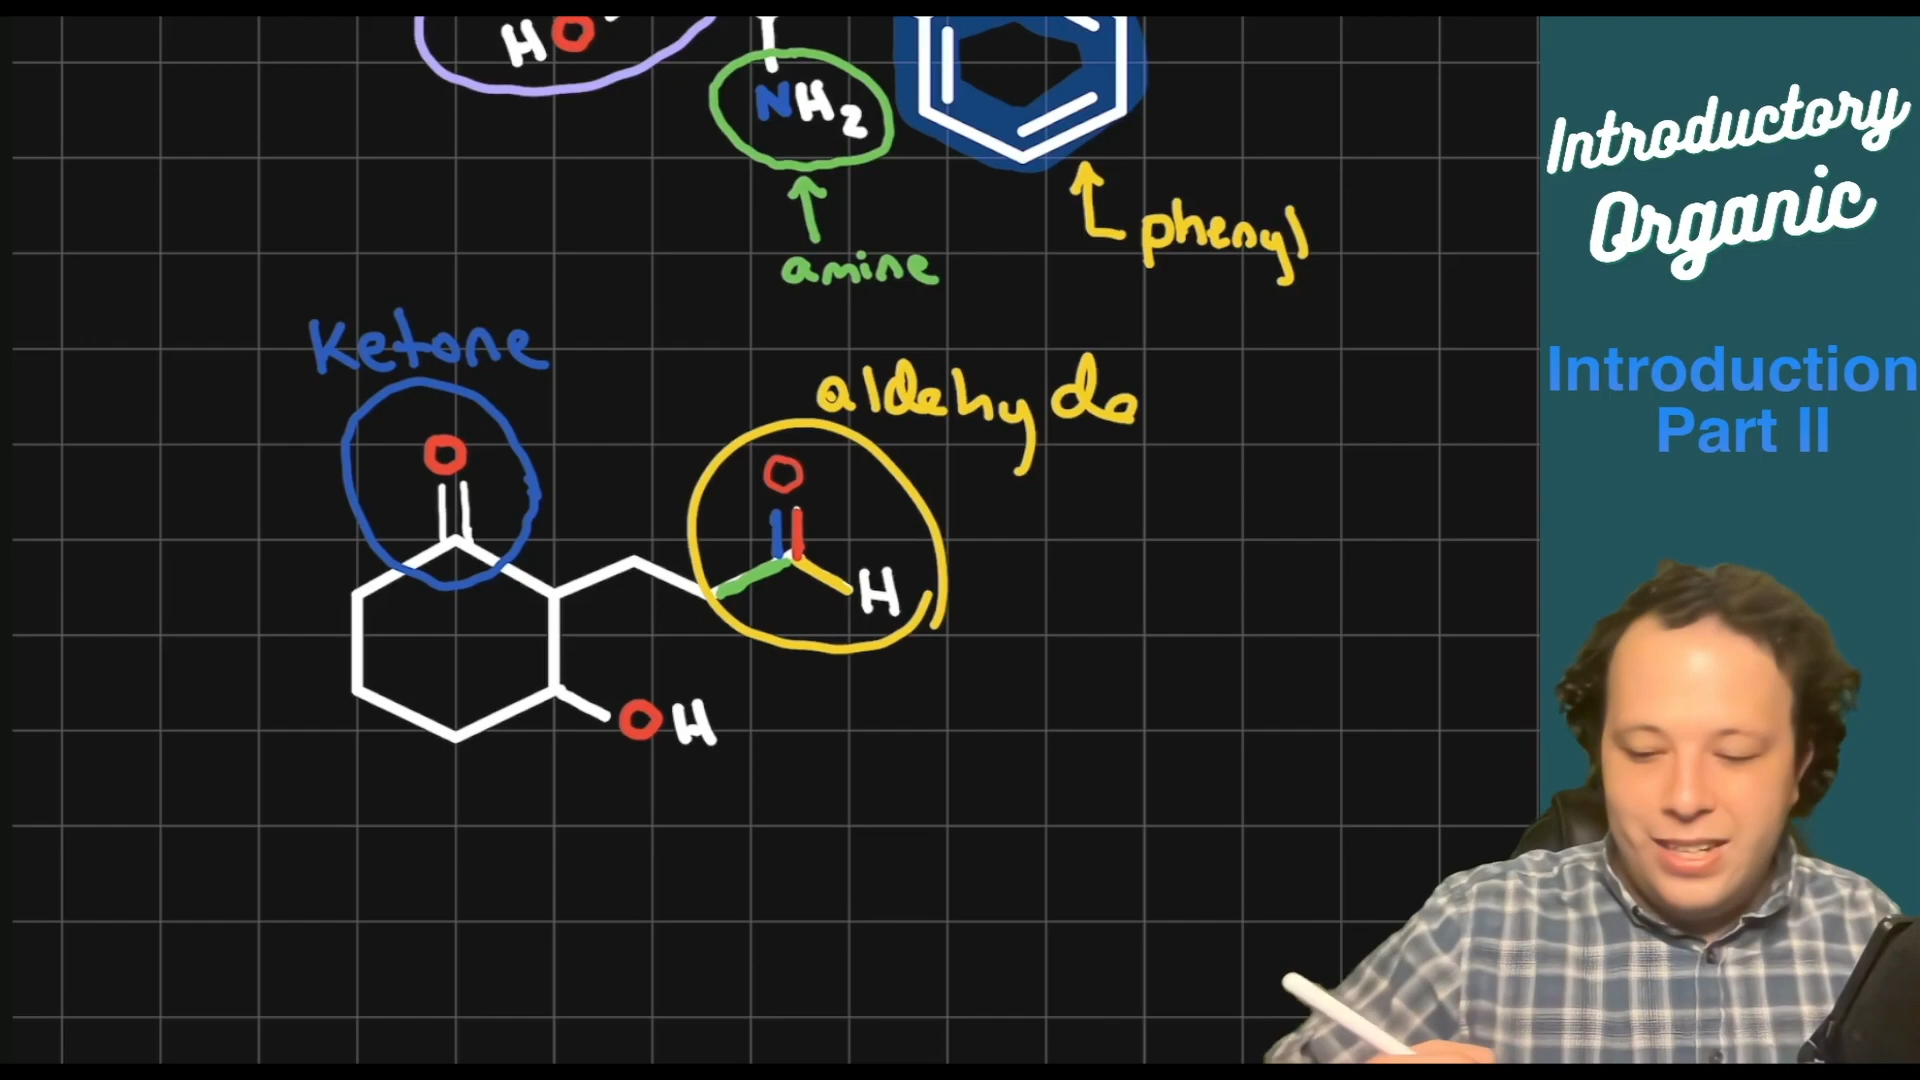 HO
NH2
amine
phenyl
Ketone
aldehyde
O
O
H
OH
Introductory
Organic
Introduction
Part II